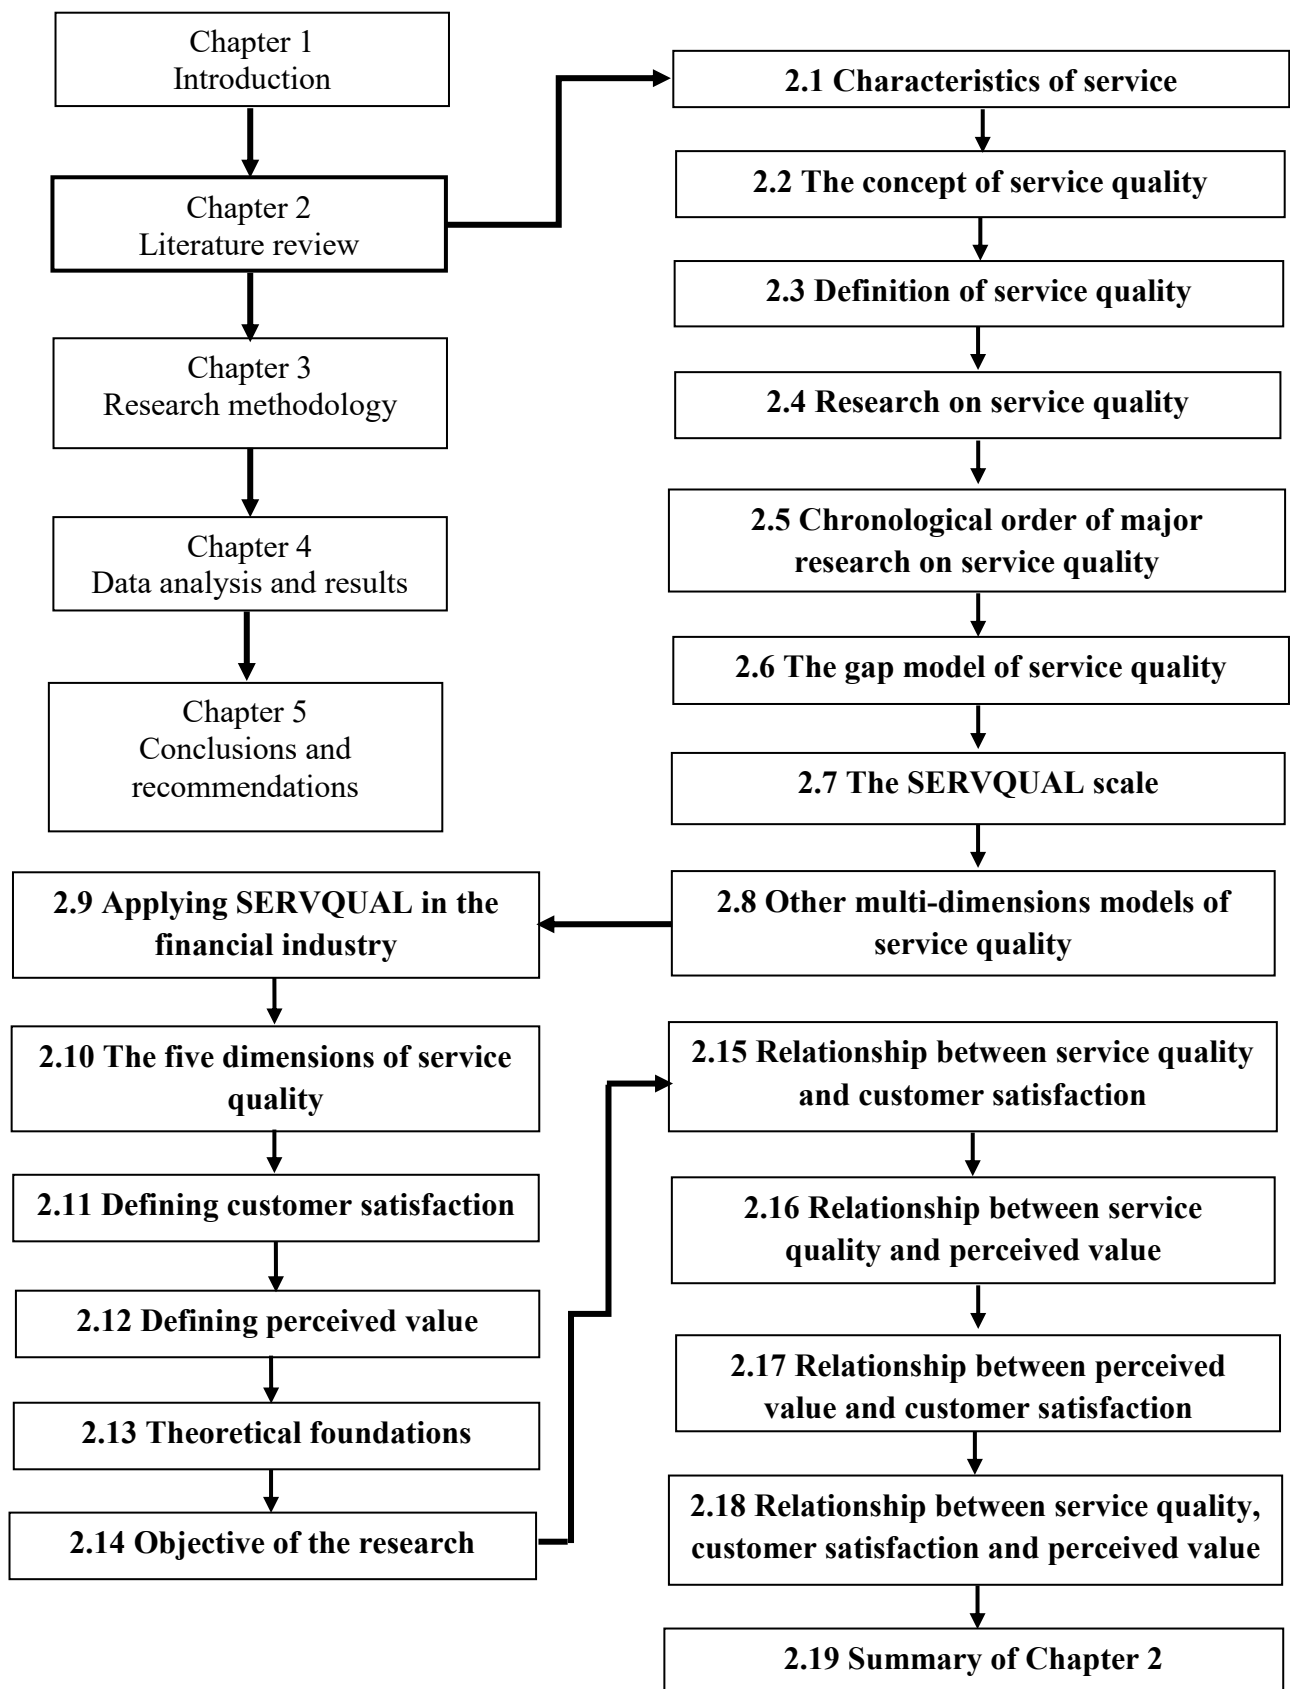 Chapter 1
Introduction
Chapter 2
Literature review
Chapter 3
Research methodology
Chapter 4
Data analysis and results
Chapter 5
Conclusions and
recommendations
2.1 Characteristics of service
2.2 The concept of service quality
2.3 Definition of service quality
2.4 Research on service quality
2.5 Chronological order of major
research on service quality
2.6 The gap model of service quality
2.7 The SERVQUAL scale
2.8 Other multi-dimensions models of
service quality
2.9 Applying SERVQUAL in the
financial industry
2.10 The five dimensions of service
quality
2.11 Defining customer satisfaction
2.12 Defining perceived value
2.13 Theoretical foundations
2.14 Objective of the research
2.15 Relationship between service quality
and customer satisfaction
2.16 Relationship between service
quality and perceived value
2.17 Relationship between perceived
value and customer satisfaction
2.18 Relationship between service quality,
customer satisfaction and perceived value
2.19 Summary of Chapter 2